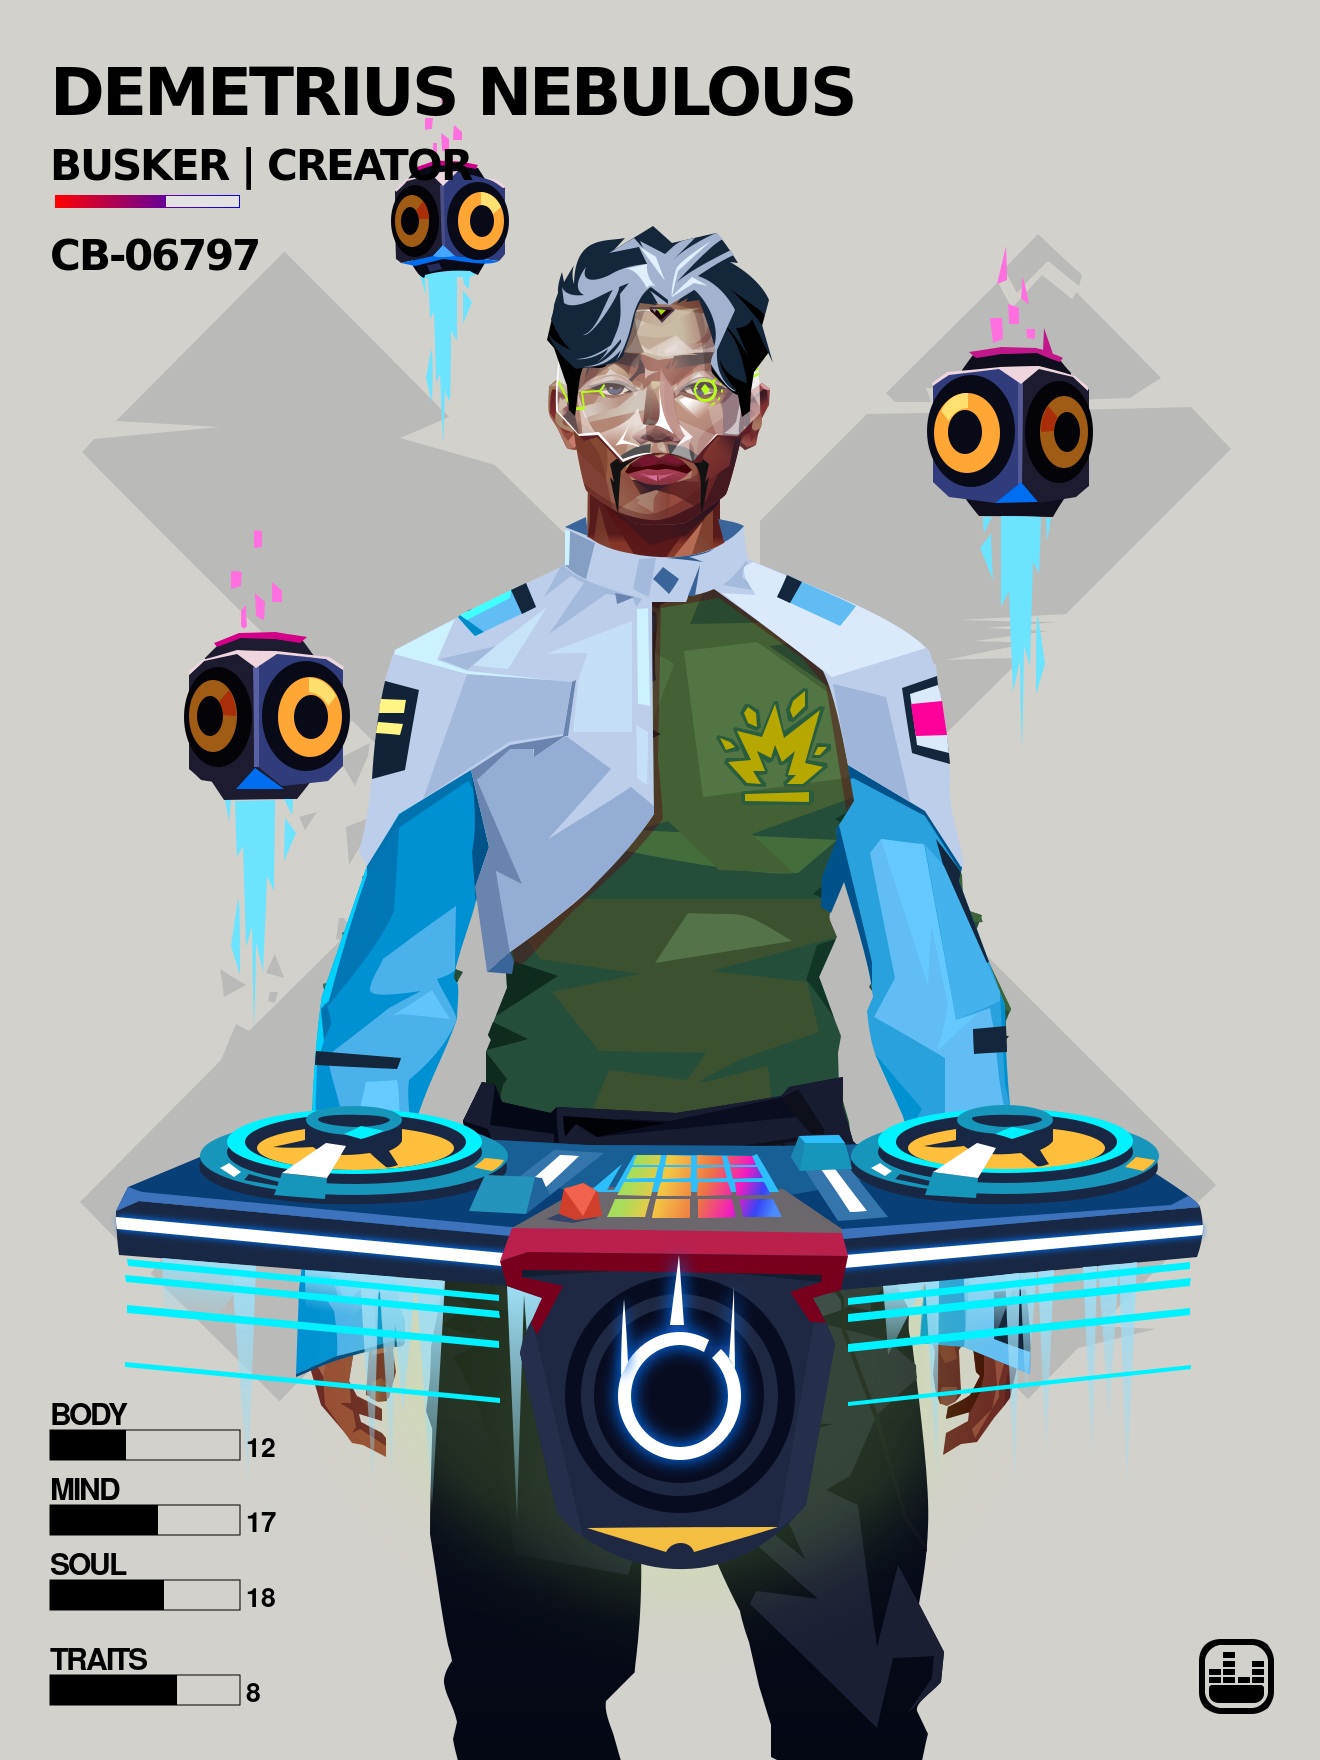 DEMETRIUS NEBULOUS
BUSKER | CREATOR
CB-06797
BODY
12
MIND
17
SOUL
18
TRAITS
8